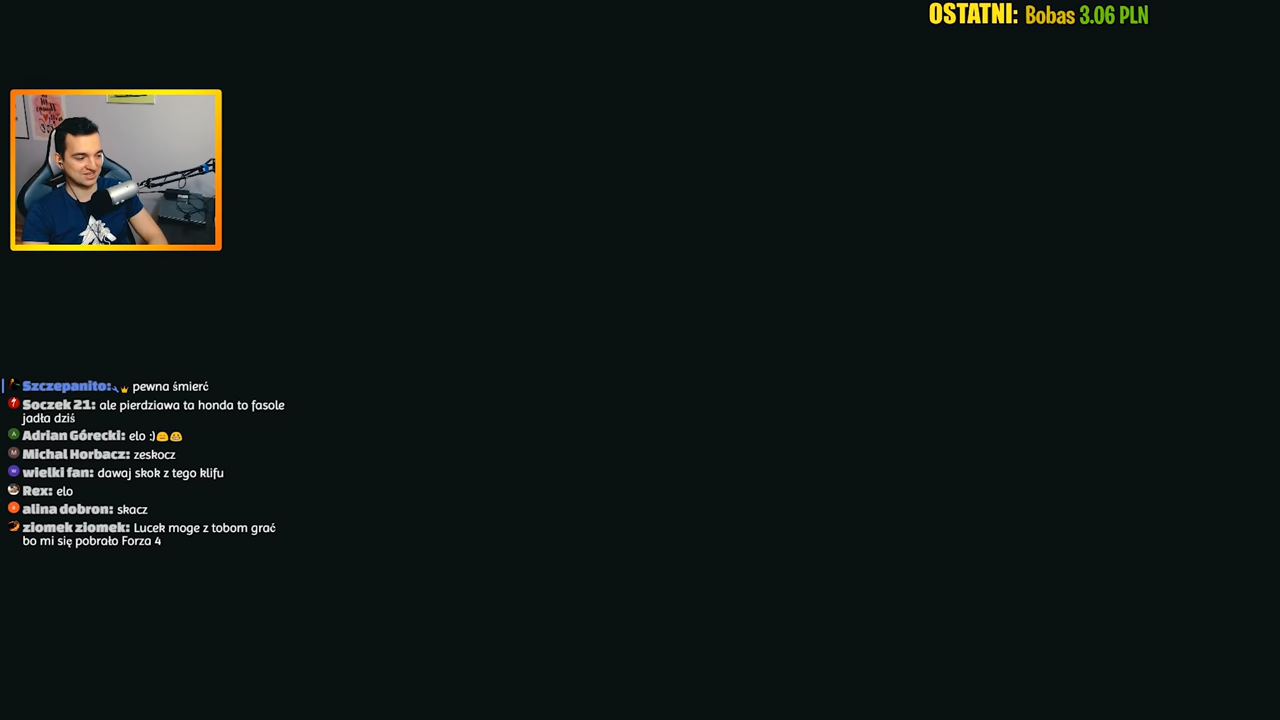 OSTATNI: Bobas 3.06 PLN
Szczepanito: pewna śmierć
Soczek 21: ale pierdziawa ta honda to fasole
jadła dziś
Adrian Górecki: elo :)
Michal Horbacz: zeskocz
wielki fan: dawaj skok z tego klifu
Rex: elo
alina dobron: skacz
ziomek ziomek: Lucek moge z tobom grać
bo mi się pobrało Forza 4